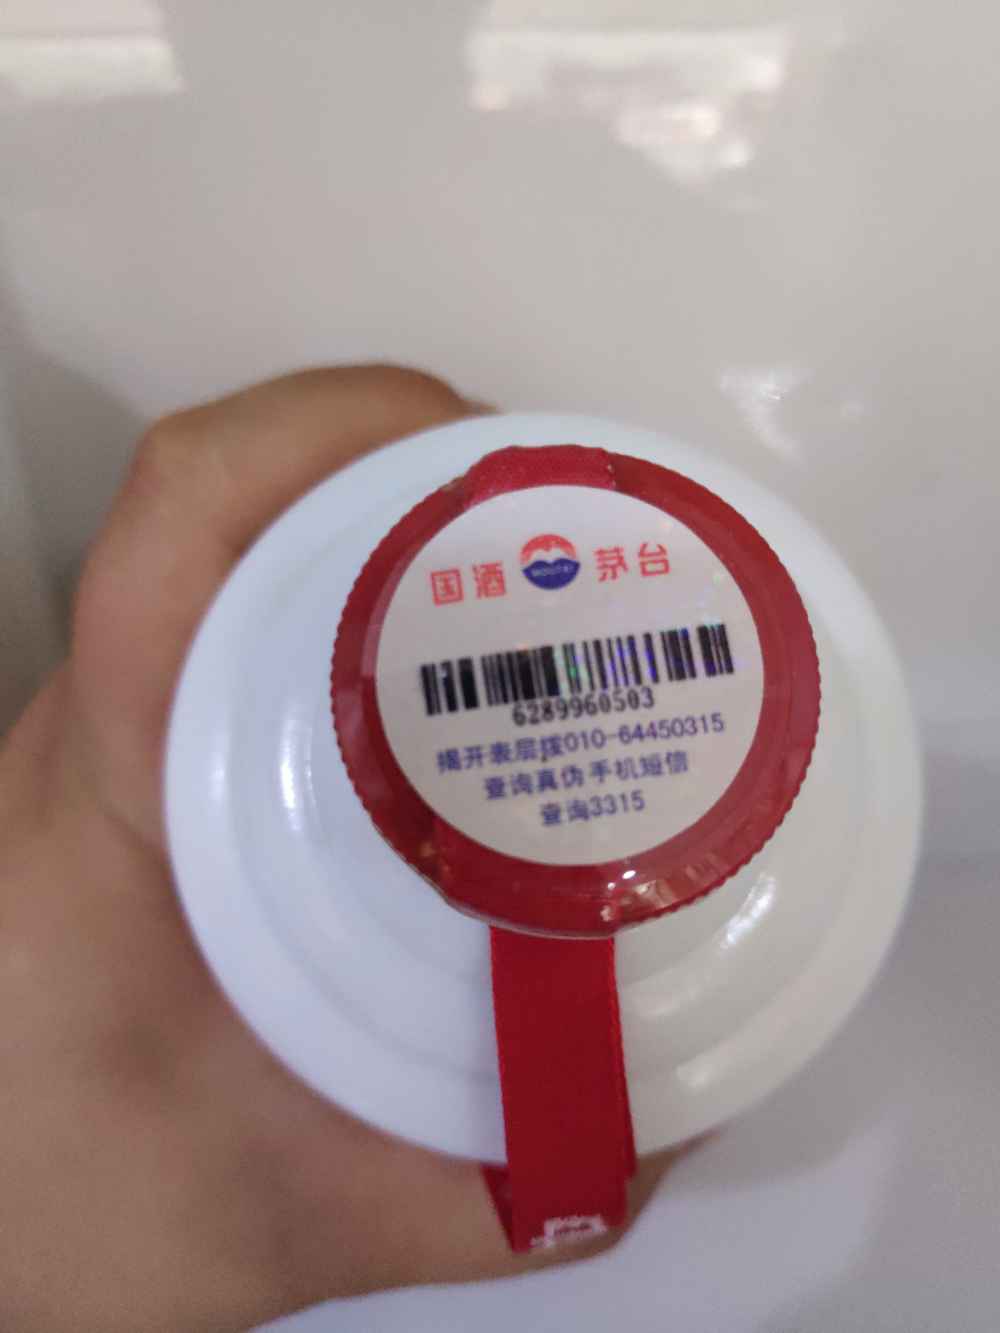 国酒 MOUTAI 茅台
6289960503
揭开表层拨010-64450315
查询真伪手机短信
查询3315